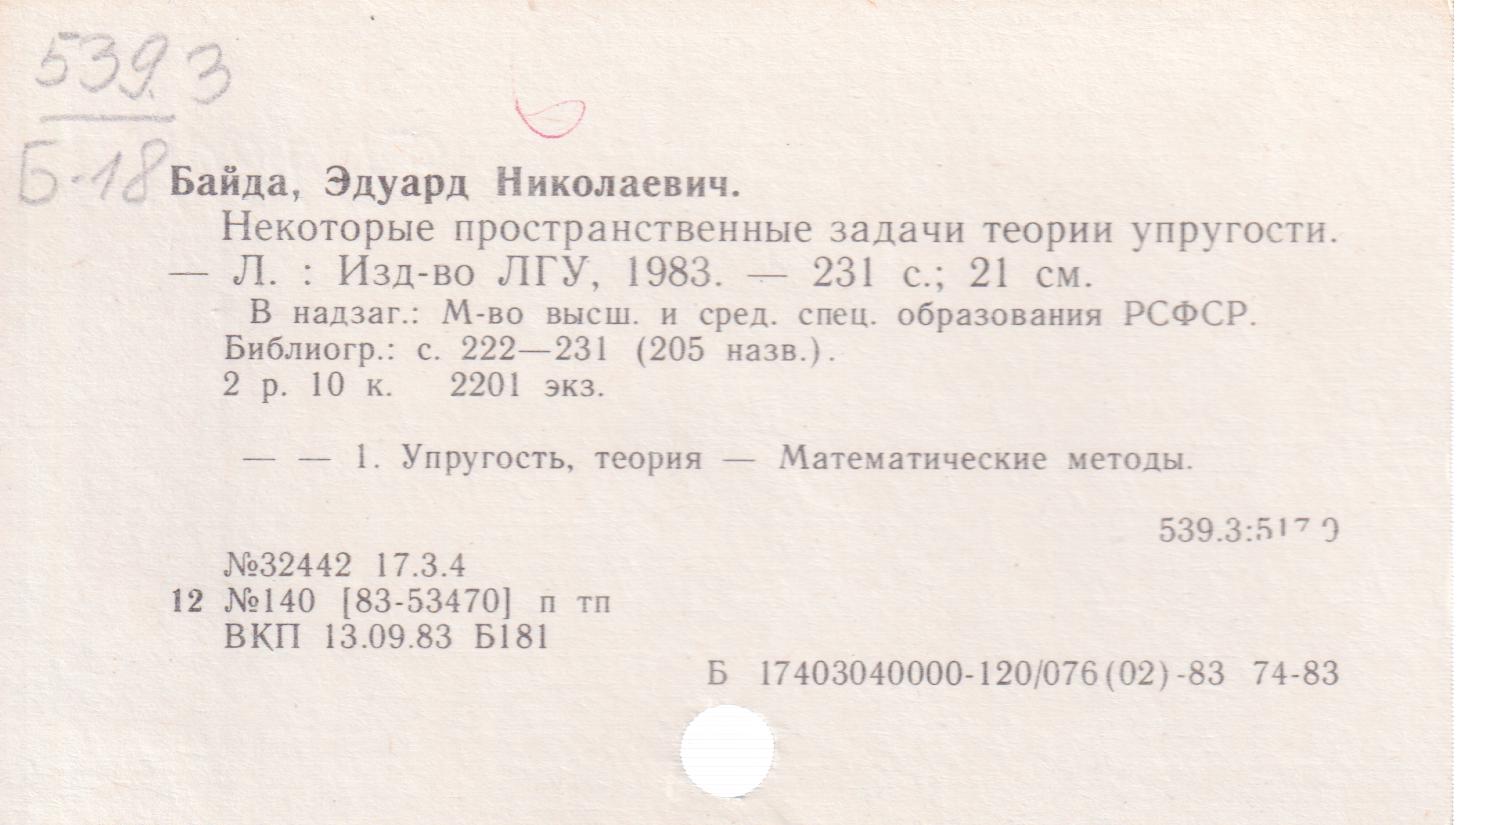 539.3
Б-18
Байда, Эдуард Николаевич.
Некоторые пространственные задачи теории упругости.
— Л. : Изд-во ЛГУ, 1983. — 231 с.; 21 см.
В надзаг.: М-во высш. и сред. спец. образования РСФСР.
Библиогр.: с. 222—231 (205 назв.).
2 р. 10 к. 2201 экз.
— — 1. Упругость, теория — Математические методы.
№32442 17.3.4
12 №140 [83-53470] п тп
ВКП 13.09.83 Б181
Б 17403040000-120/076(02)-83 74-83